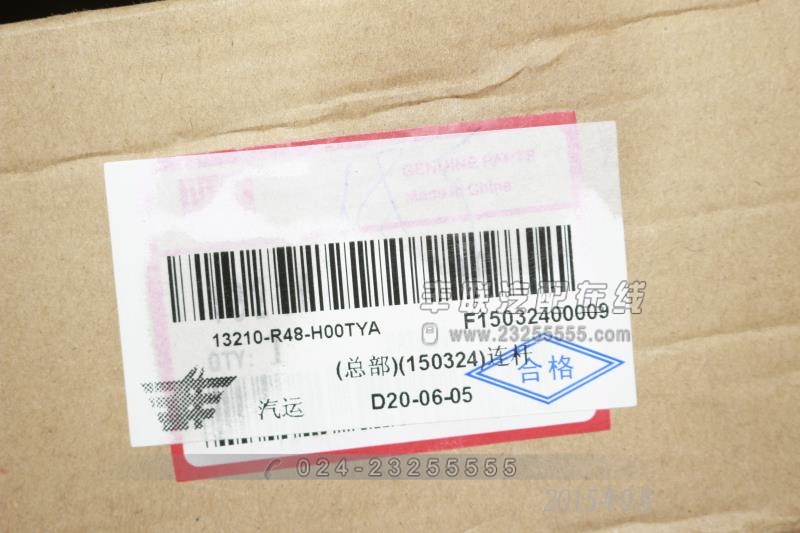 GENUINE PARTS
Made in China
13210-R48-H00TYA
F15032400009
丰联汽配在线
www.23255555.com
QTY: 1
(总部)(150324)连杆
合格
汽运
D20-06-05
024-23255555